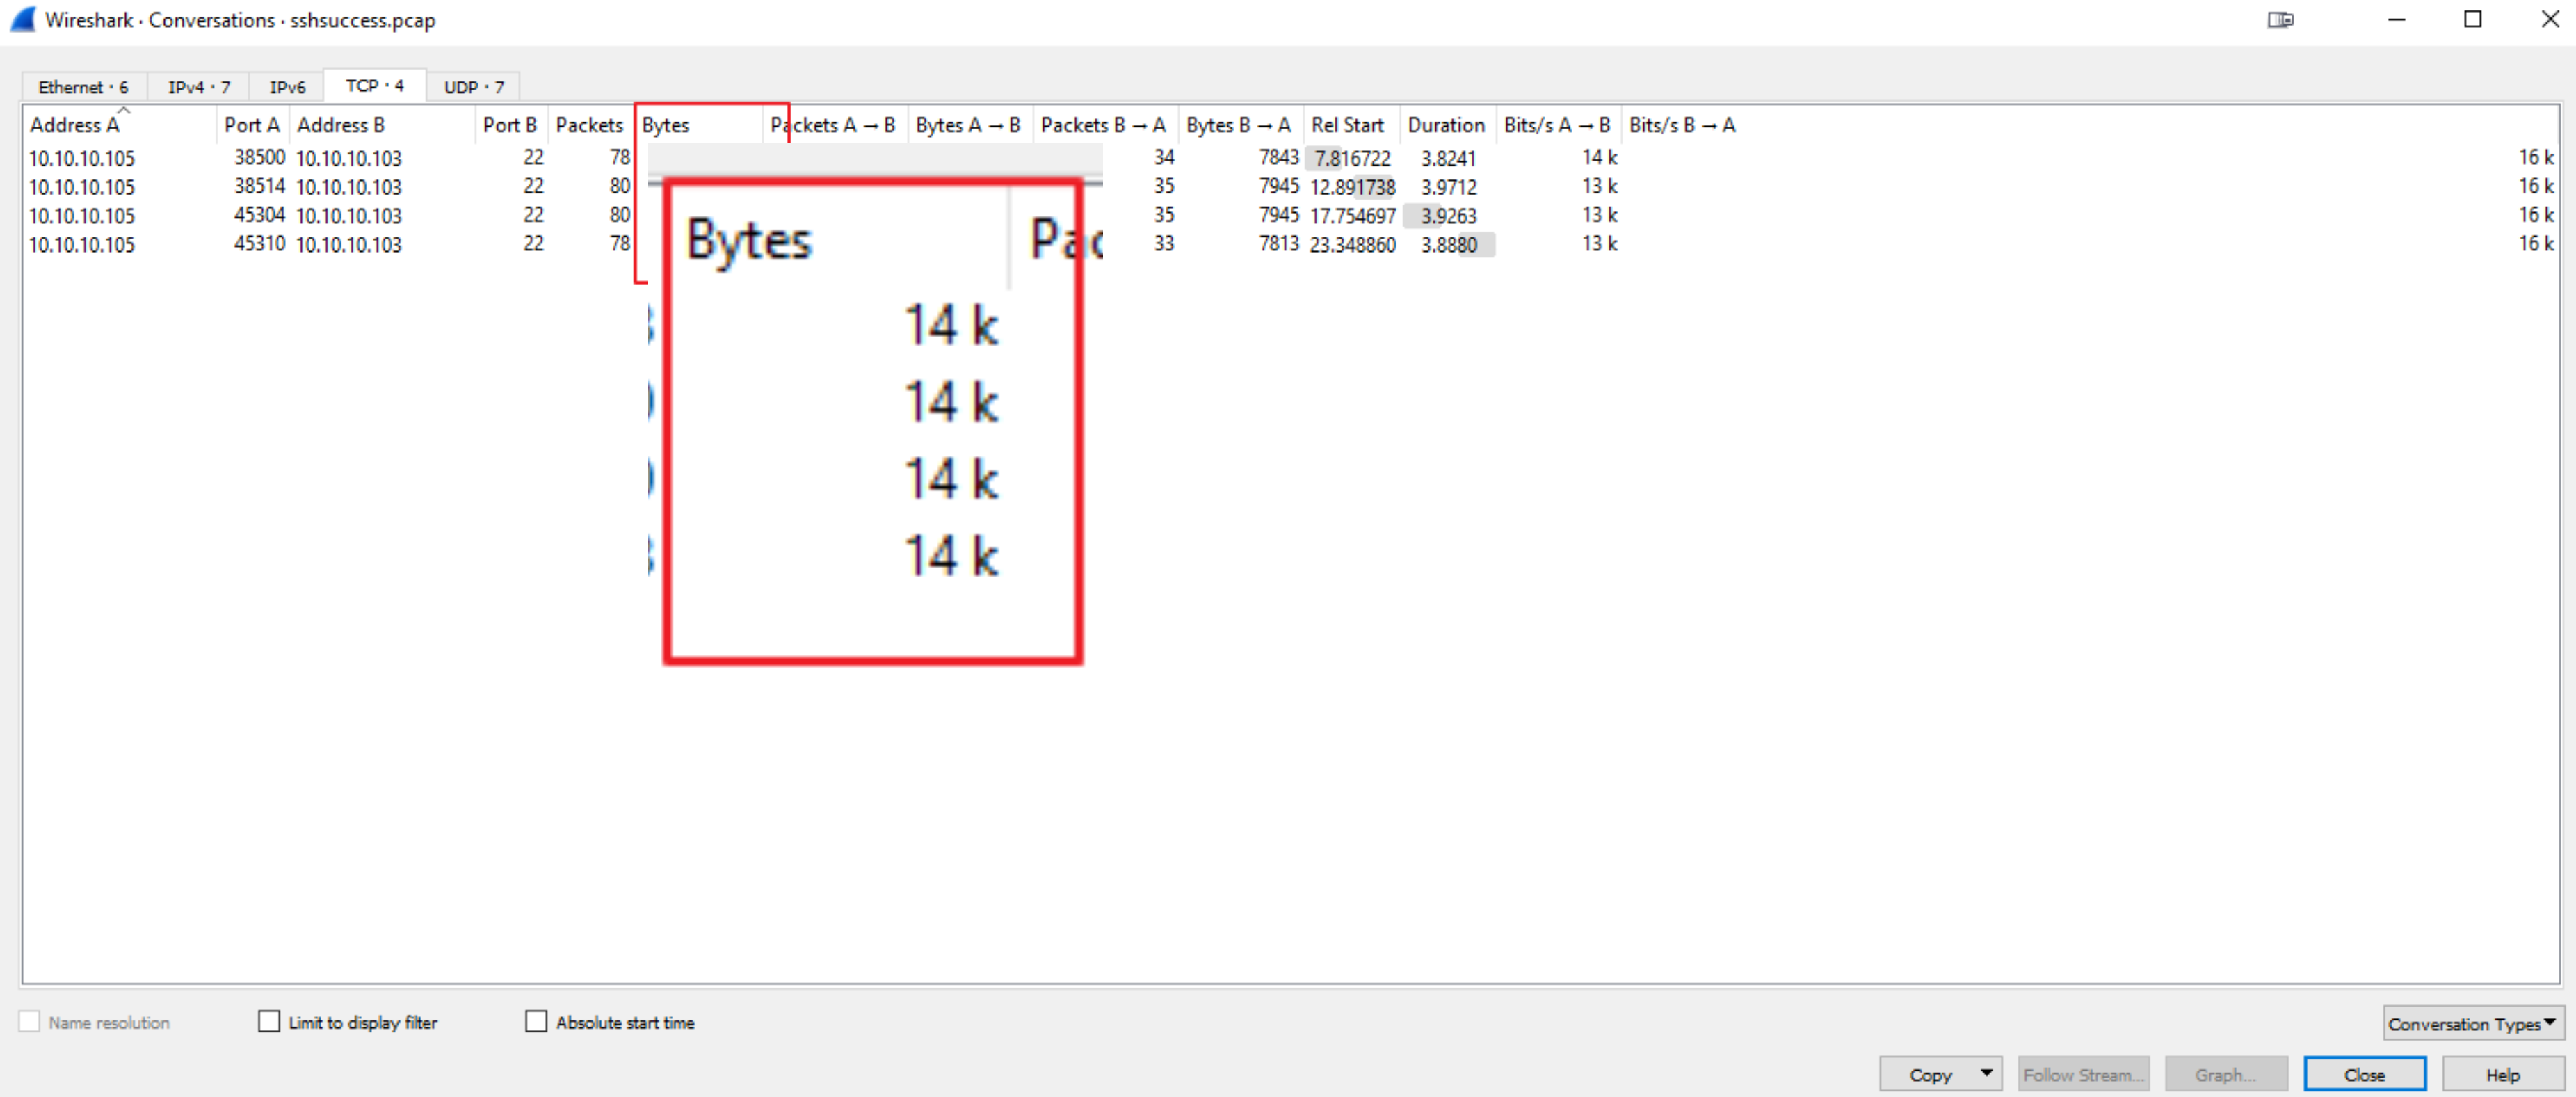 Wireshark · Conversations · sshsuccess.pcap
Ethernet · 6 IPv4 · 7 IPv6 TCP · 4 UDP · 7
Address A Port A Address B Port B Packets Bytes Packets A → B Bytes A → B Packets B → A Bytes B → A Rel Start Duration Bits/s A → B Bits/s B → A
10.10.10.105 38500 10.10.10.103 22 78 34 7843 7.816722 3.8241 14 k 16 k
10.10.10.105 38514 10.10.10.103 22 80 35 7945 12.891738 3.9712 13 k 16 k
10.10.10.105 45304 10.10.10.103 22 80 35 7945 17.754697 3.9263 13 k 16 k
10.10.10.105 45310 10.10.10.103 22 78 33 7813 23.348860 3.8880 13 k 16 k
Bytes
14 k
14 k
14 k
14 k
Name resolution Limit to display filter Absolute start time
Conversation Types
Copy Follow Stream... Graph... Close Help